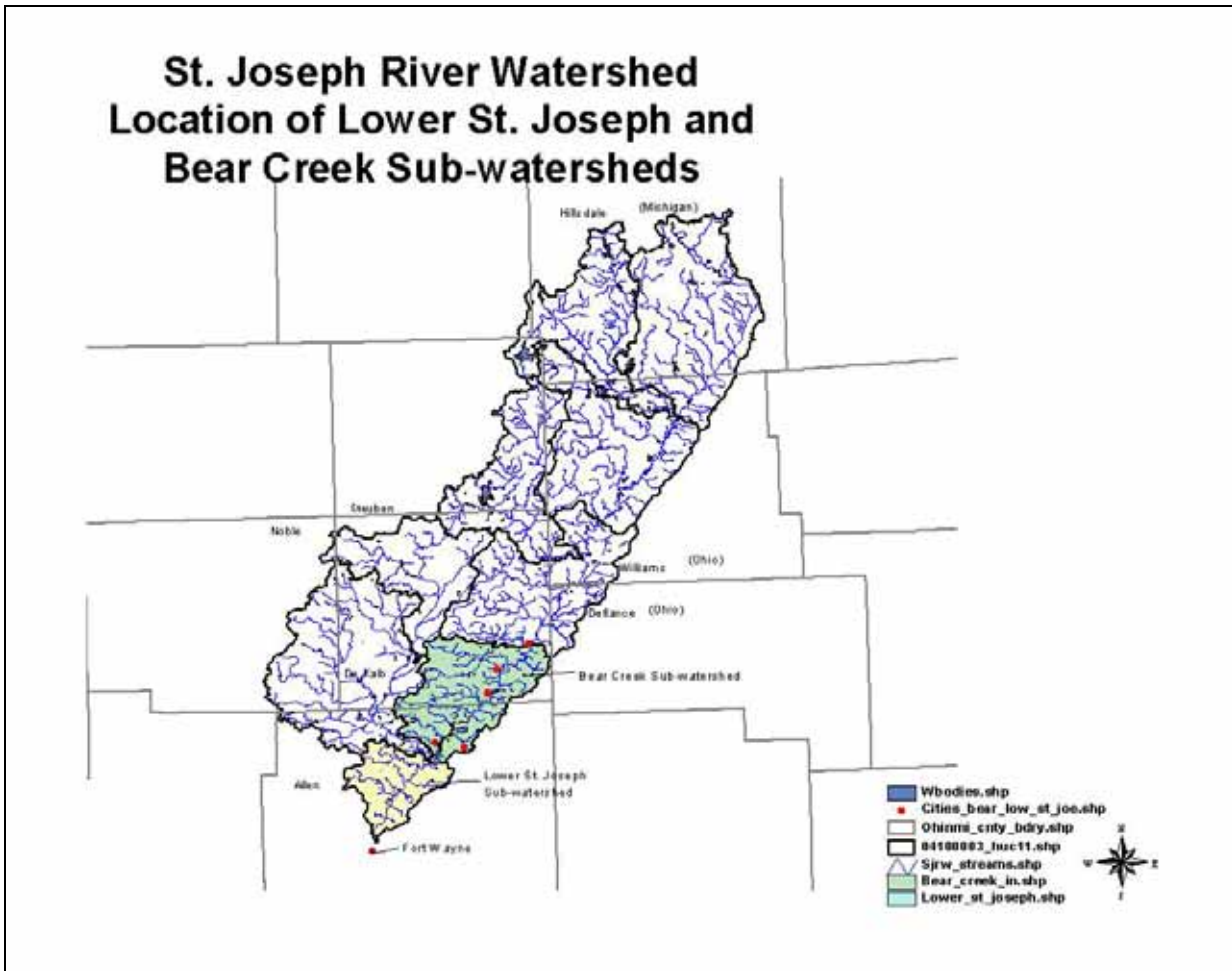 St. Joseph River Watershed
Location of Lower St. Joseph and
Bear Creek Sub-watersheds
Hillsdale (Michigan)
Steuben
Noble
Williams (Ohio)
Defiance (Ohio)
De Kalb
Bear Creek Sub-watershed
Allen
Lower St. Joseph
Sub-watershed
Fort Wayne
Wbodies.shp
Cities_bear_low_st_joe.shp
Ohinmi_cnty_bdry.shp
04100003_huc11.shp
Sjrw_streams.shp
Bear_creek_in.shp
Lower_st_joseph.shp
N
W E
S